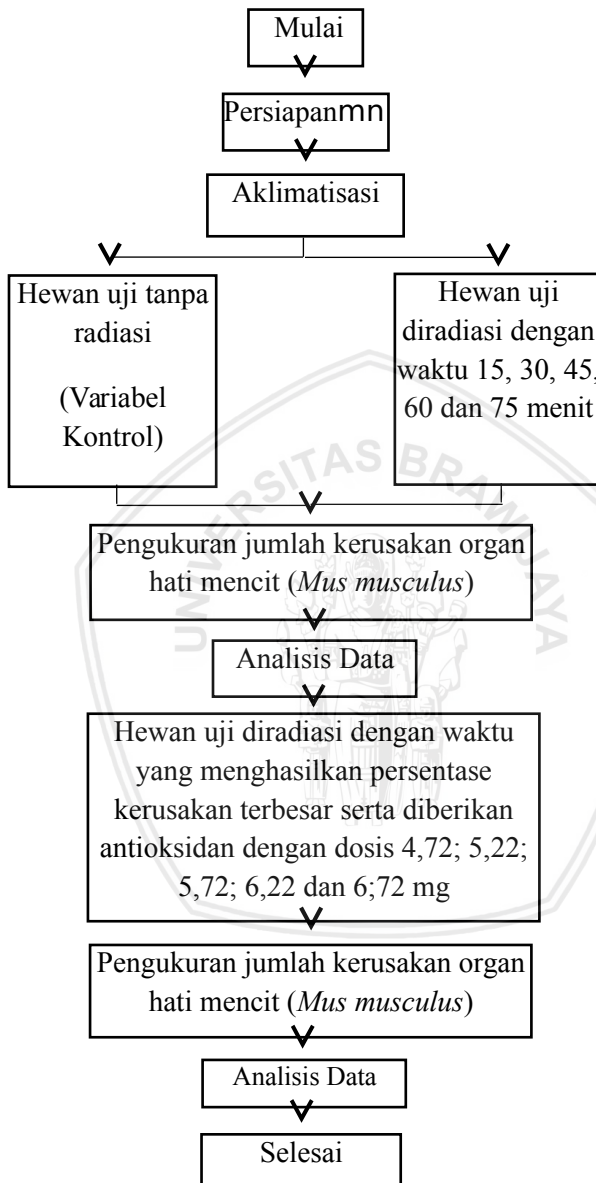 Mulai
Persiapanmn
Aklimatisasi
Hewan uji tanpa
radiasi
(Variabel
Kontrol)
Hewan uji
diradiasi dengan
waktu 15, 30, 45,
60 dan 75 menit
UNIVERSITAS BRAWIJAYA
Pengukuran jumlah kerusakan organ
hati mencit (Mus musculus)
Analisis Data
Hewan uji diradiasi dengan waktu
yang menghasilkan persentase
kerusakan terbesar serta diberikan
antioksidan dengan dosis 4,72; 5,22;
5,72; 6,22 dan 6;72 mg
Pengukuran jumlah kerusakan organ
hati mencit (Mus musculus)
Analisis Data
Selesai